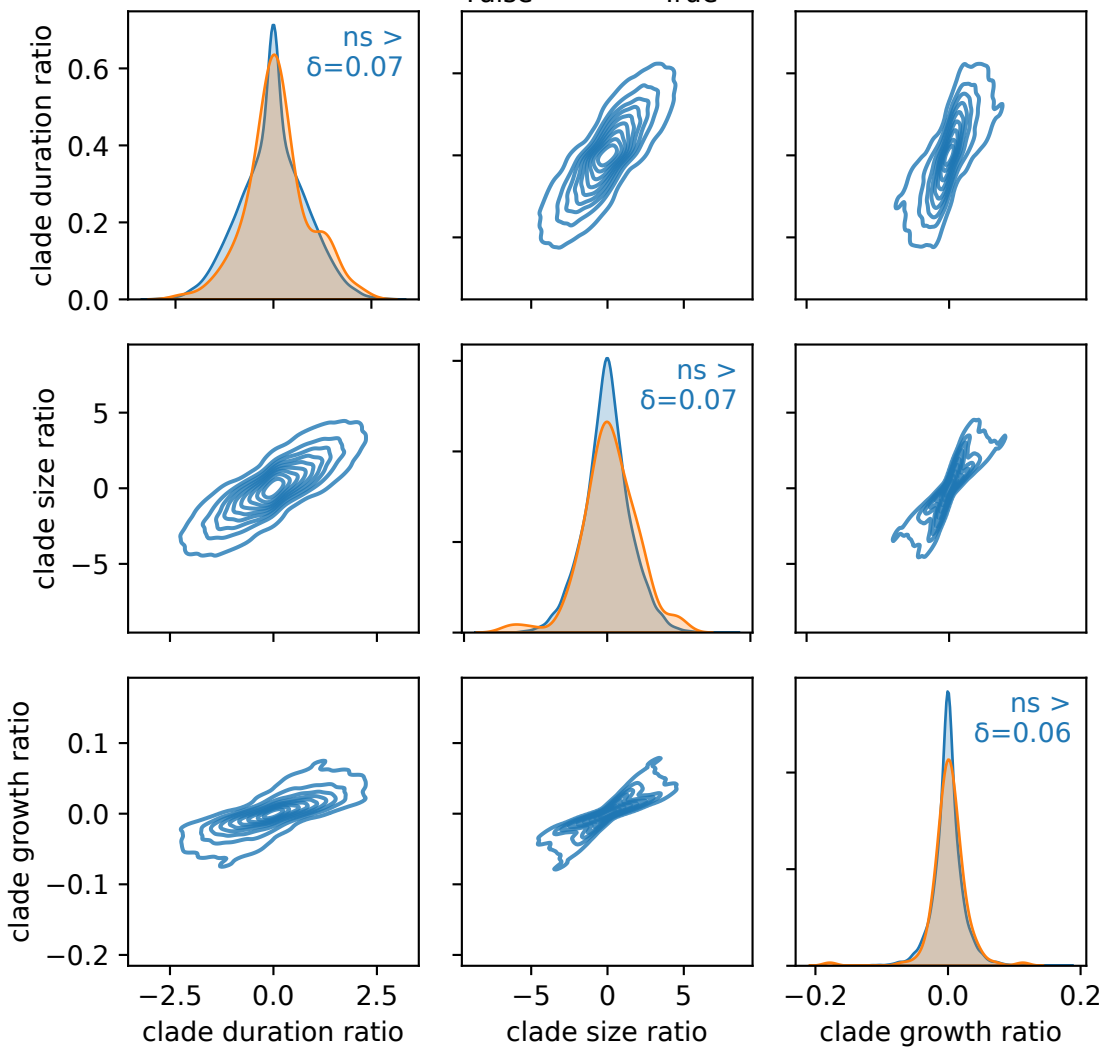 clade duration ratio
0.6
0.4
0.2
0.0
ns >
δ=0.07
clade size ratio
5
0
−5
ns >
δ=0.07
clade growth ratio
0.1
0.0
−0.1
−0.2
ns >
δ=0.06
−2.5 0.0 2.5
−5 0 5
−0.2 0.0 0.2
clade duration ratio
clade size ratio
clade growth ratio